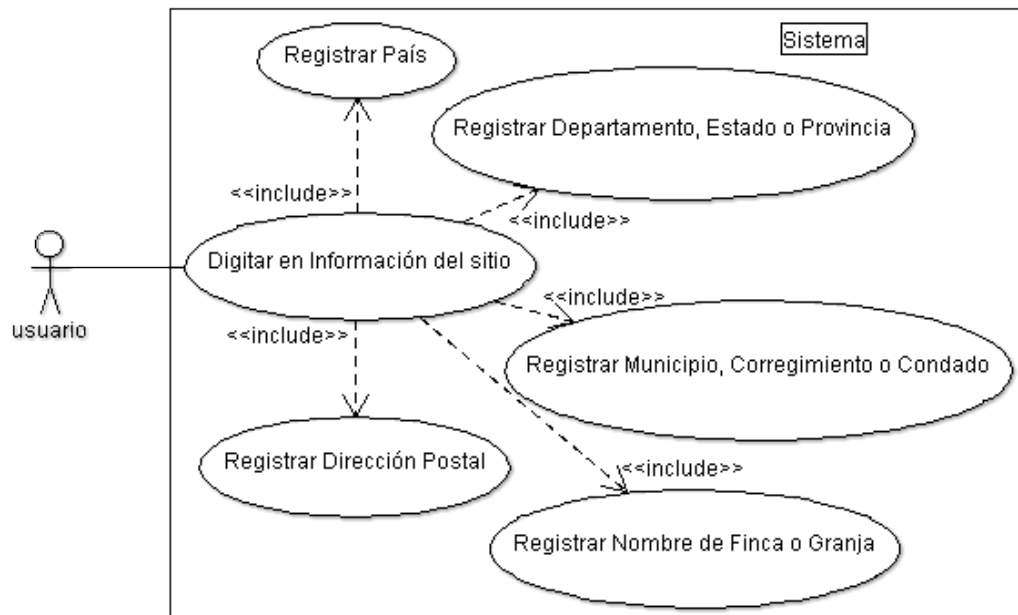 Sistema
Registrar País
Registrar Departamento, Estado o Provincia
<<include>>
<<include>>
Digitar en Información del sitio
<<include>>
usuario
<<include>>
Registrar Municipio, Corregimiento o Condado
Registrar Dirección Postal
<<include>>
Registrar Nombre de Finca o Granja